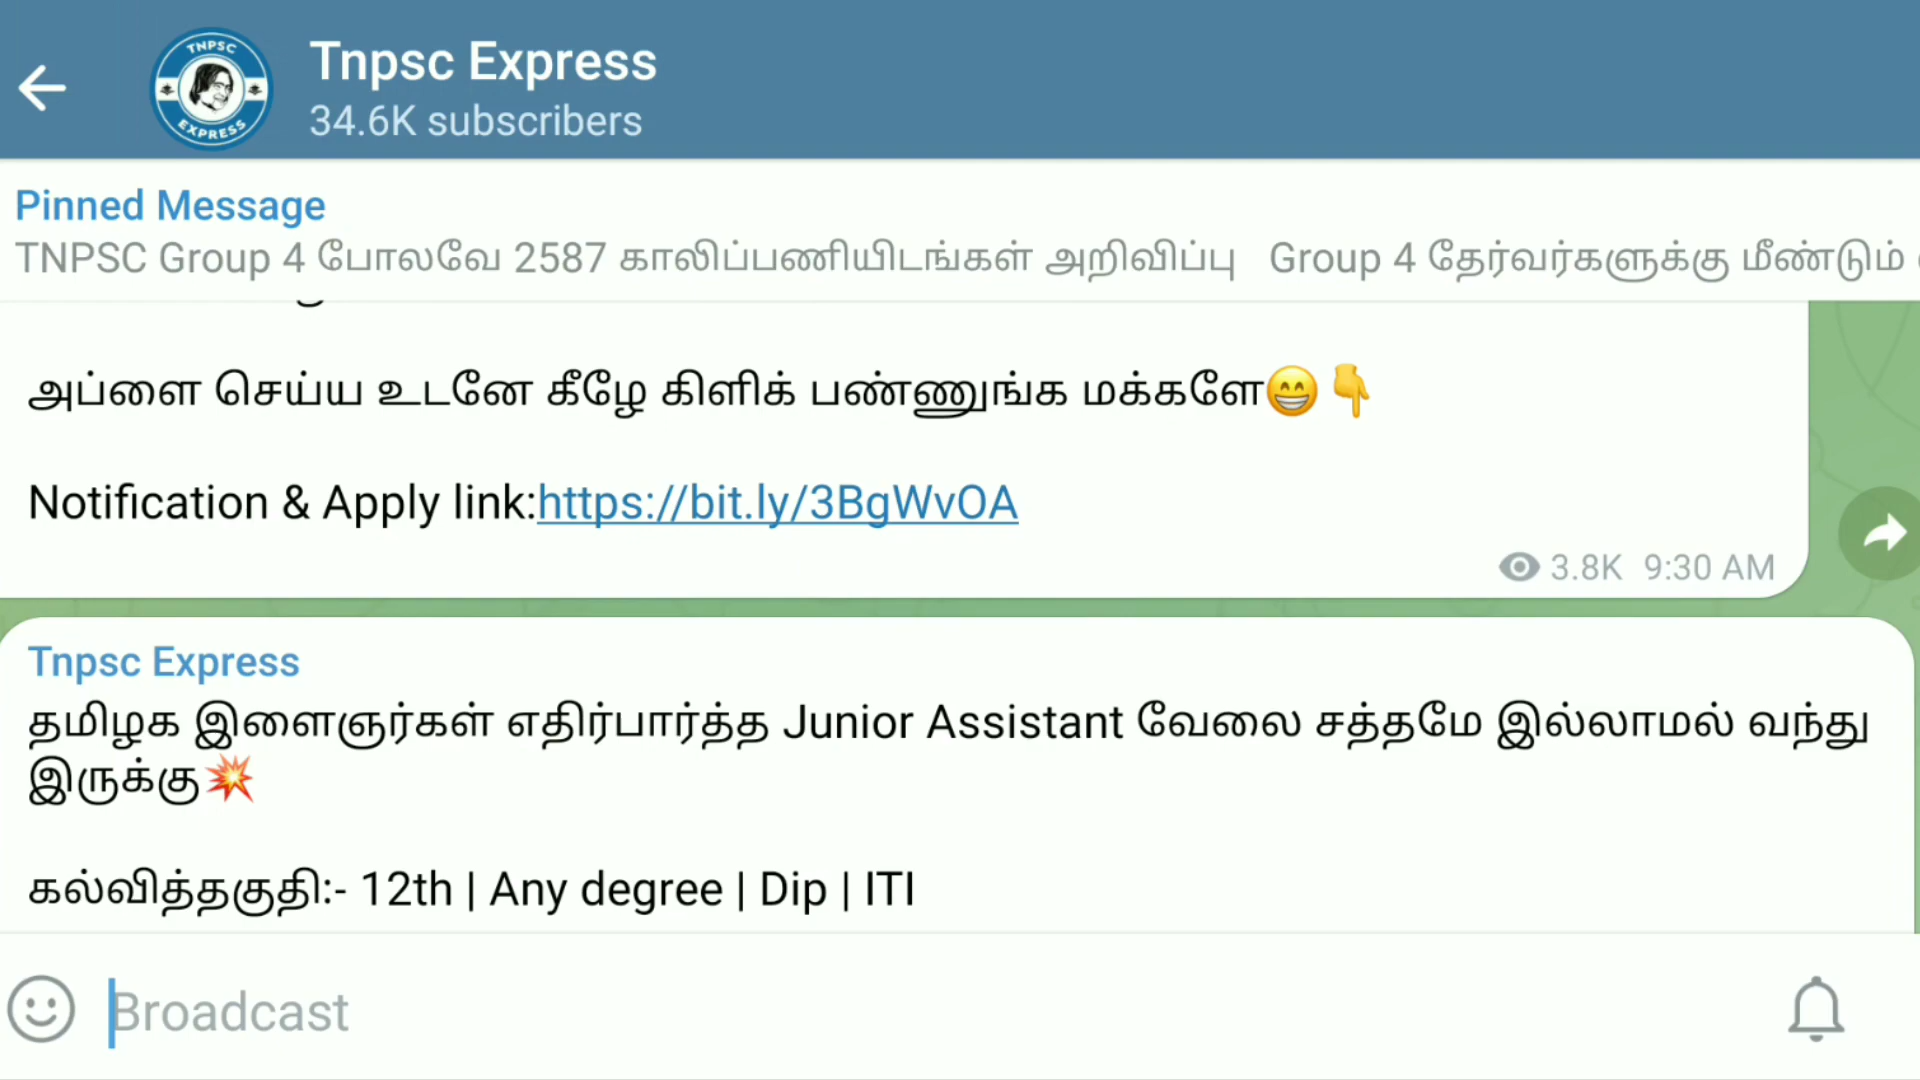 TNPSC
EXPRESS
Tnpsc Express
34.6K subscribers
Pinned Message
TNPSC Group 4 போலவே 2587 காலிப்பணியிடங்கள் அறிவிப்பு Group 4 தேர்வர்களுக்கு மீண்டும்
அப்ளை செய்ய உடனே கீழே கிளிக் பண்ணுங்க மக்களே😁👇
Notification & Apply link:https://bit.ly/3BgWvOA
3.8K 9:30 AM
Tnpsc Express
தமிழக இளைஞர்கள் எதிர்பார்த்த Junior Assistant வேலை சத்தமே இல்லாமல் வந்து
இருக்கு💥
கல்வித்தகுதி:- 12th | Any degree | Dip | ITI
Broadcast